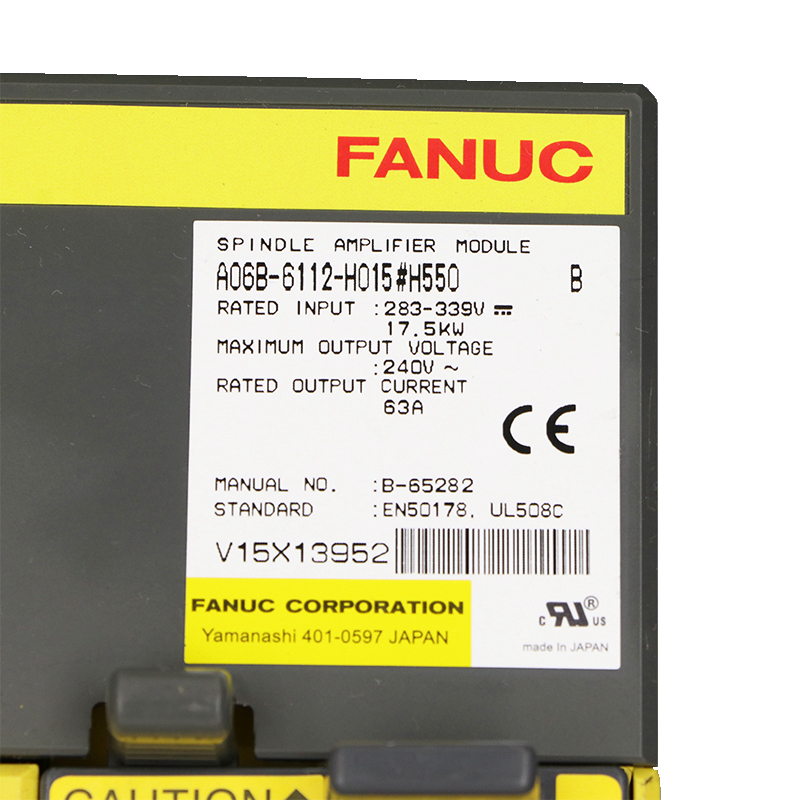 FANUC
SPINDLE AMPLIFIER MODULE
A06B-6112-H015#H550 B
RATED INPUT :283-339V ⎓
17.5KW
MAXIMUM OUTPUT VOLTAGE
:240V ~
RATED OUTPUT CURRENT
63A
CE
MANUAL NO. :B-65282
STANDARD :EN50178, UL508C
V15X13952
FANUC CORPORATION
Yamanashi 401-0597 JAPAN
c RU ® US
made In JAPAN
CAUTION